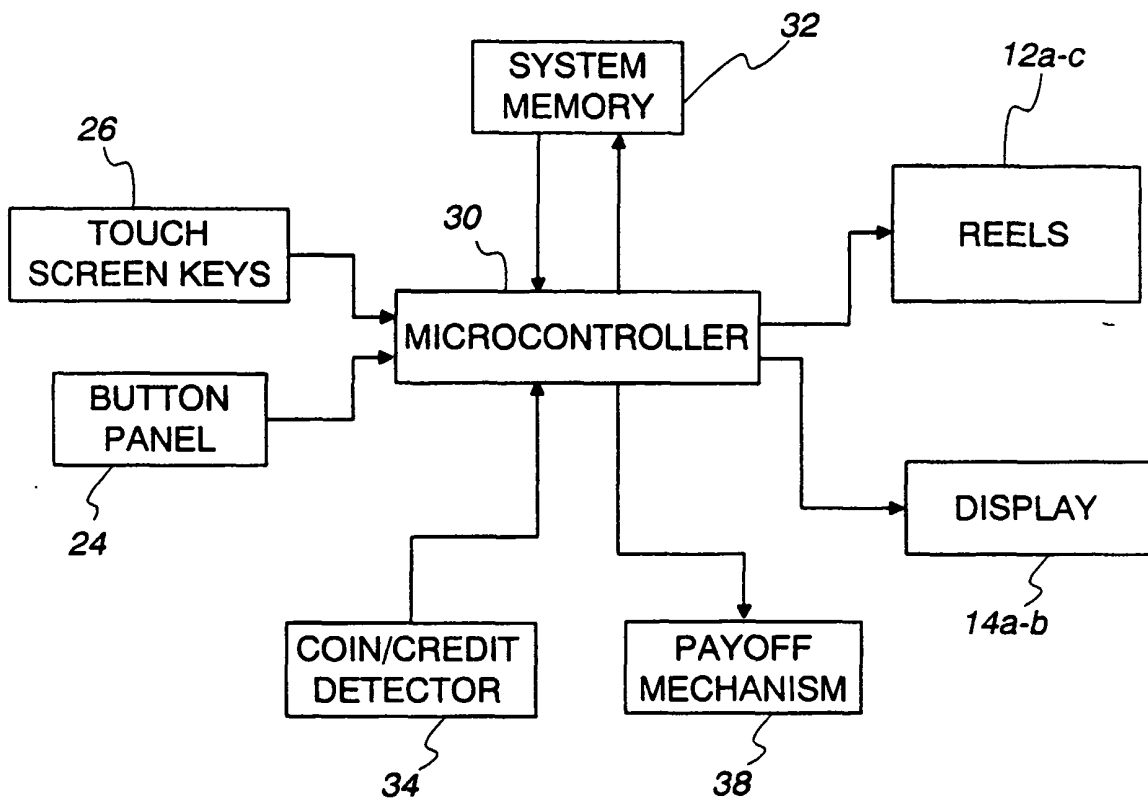 32
SYSTEM
MEMORY
12a-c
26
TOUCH
SCREEN KEYS
30
REELS
MICROCONTROLLER
BUTTON
PANEL
24
DISPLAY
14a-b
COIN/CREDIT
DETECTOR
34
PAYOFF
MECHANISM
38